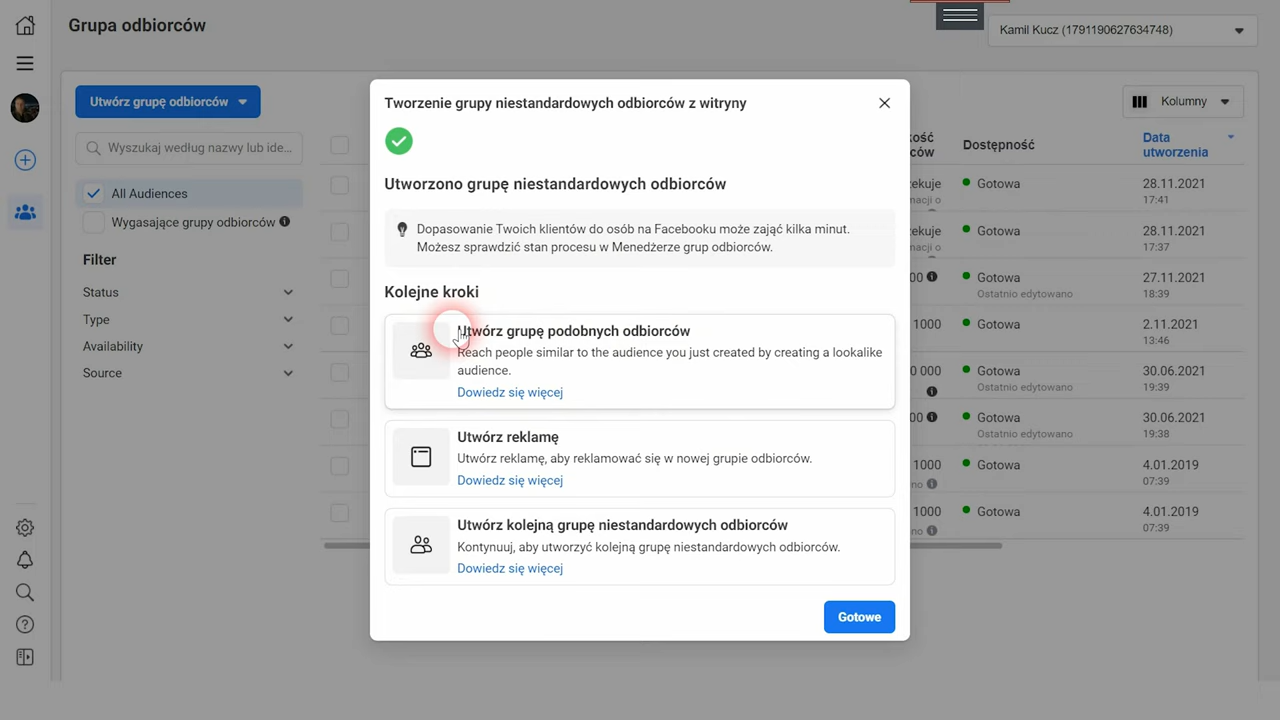 Grupa odbiorców
Kamil Kucz (1791190627634748)
Utwórz grupę odbiorców
Wyszukaj według nazwy lub ide...
All Audiences
Wygasające grupy odbiorców
Filter
Status
Type
Availability
Source
Tworzenie grupy niestandardowych odbiorców z witryny
Utworzono grupę niestandardowych odbiorców
Dopasowanie Twoich klientów do osób na Facebooku może zająć kilka minut.
Możesz sprawdzić stan procesu w Menedżerze grup odbiorców.
Kolejne kroki
Utwórz grupę podobnych odbiorców
Reach people similar to the audience you just created by creating a lookalike
audience.
Dowiedz się więcej
Utwórz reklamę
Utwórz reklamę, aby reklamować się w nowej grupie odbiorców.
Dowiedz się więcej
Utwórz kolejną grupę niestandardowych odbiorców
Kontynuuj, aby utworzyć kolejną grupę niestandardowych odbiorców.
Dowiedz się więcej
Gotowe
Kolumny
Dostępność
Data
utworzenia
Gotowa
28.11.2021
17:41
Gotowa
28.11.2021
17:37
Gotowa
27.11.2021
Ostatnio edytowano
18:39
1000
Gotowa
2.11.2021
13:46
000
Gotowa
30.06.2021
Ostatnio edytowano
19:39
Gotowa
30.06.2021
Ostatnio edytowano
19:38
1000
Gotowa
4.01.2019
07:39
1000
Gotowa
4.01.2019
07:39